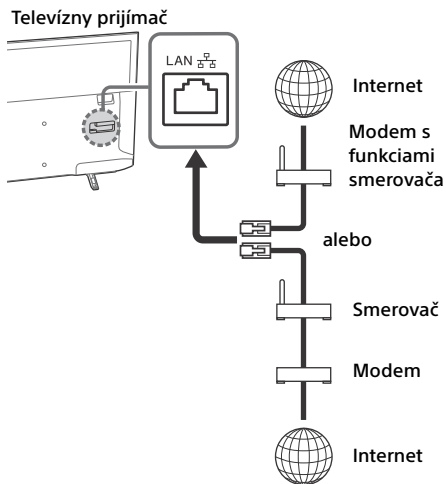 Televízny prijímač
LAN
Internet
Modem s
funkciami
smerovača
alebo
Smerovač
Modem
Internet